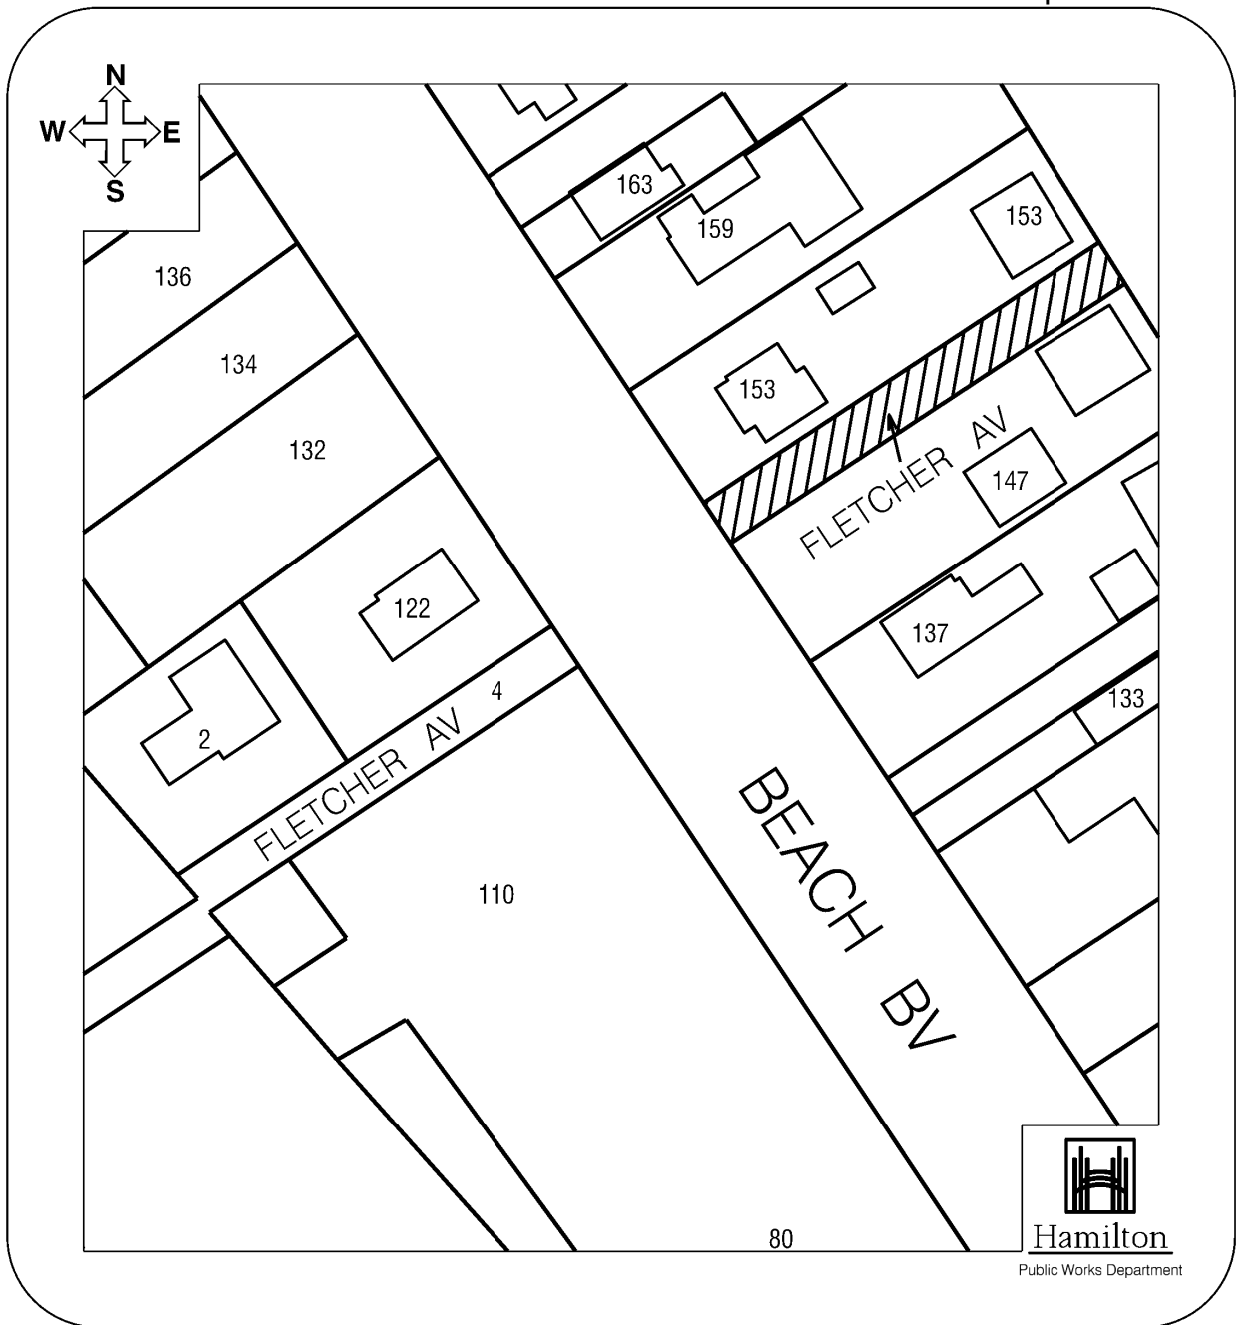 N
W E
S
163
159
153
136
134
153
132
FLETCHER AV
147
122
137
4
133
2
FLETCHER AV
110
BEACH BV
80
Hamilton
Public Works Department